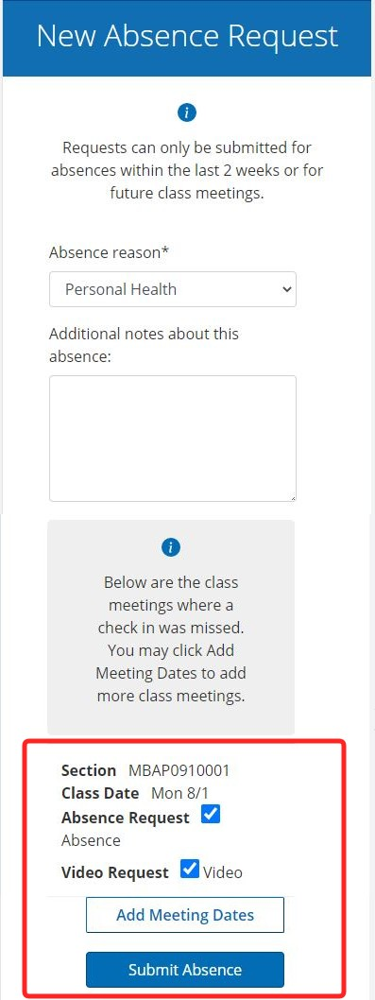 New Absence Request
i
Requests can only be submitted for
absences within the last 2 weeks or for
future class meetings.
Absence reason*
Personal Health
Additional notes about this
absence:
i
Below are the class
meetings where a
check in was missed.
You may click Add
Meeting Dates to add
more class meetings.
Section MBAP0910001
Class Date Mon 8/1
Absence Request
Absence
Video Request Video
Add Meeting Dates
Submit Absence